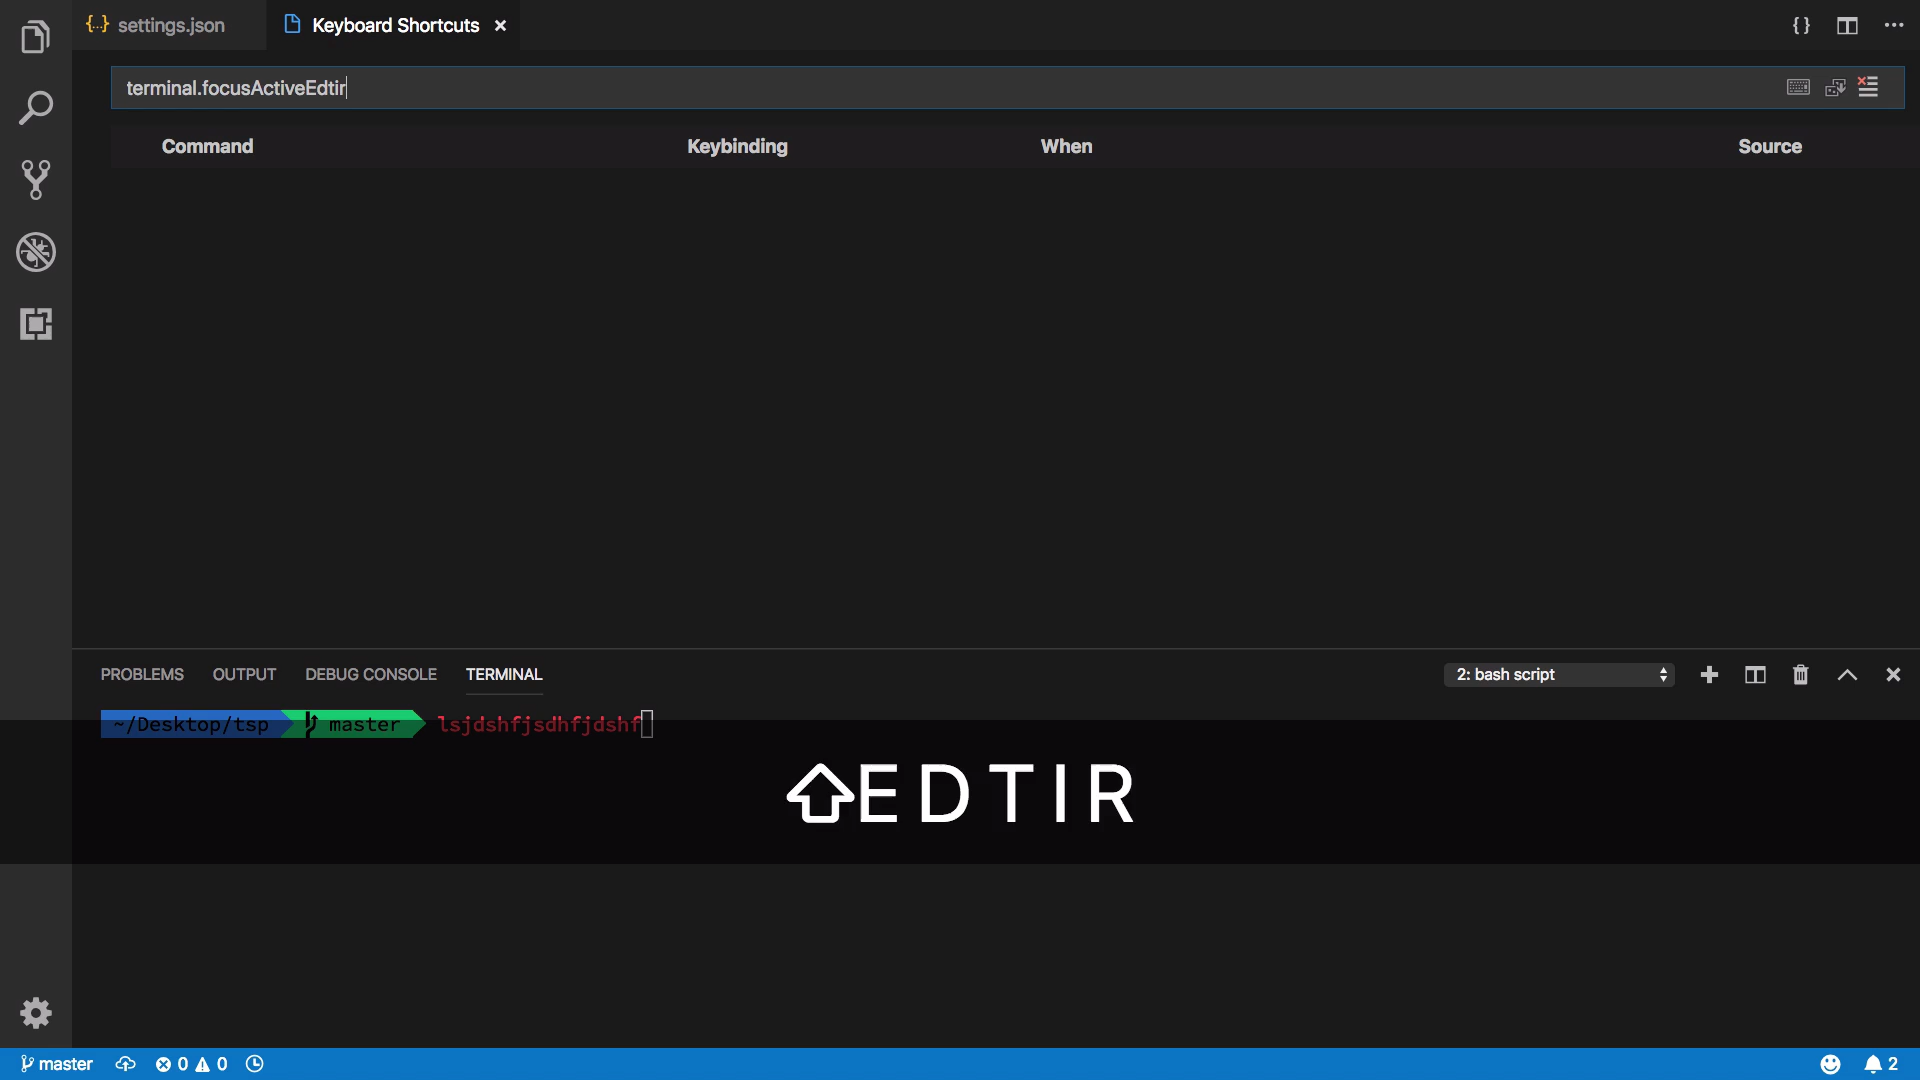 settings.json
Keyboard Shortcuts
terminal.focusActiveEdtir
Command Keybinding When Source
PROBLEMS OUTPUT DEBUG CONSOLE TERMINAL 2: bash script
~/Desktop/tsp master lsjdshfjsdhfjdshf
⇧EDTIR
master 0 0 2